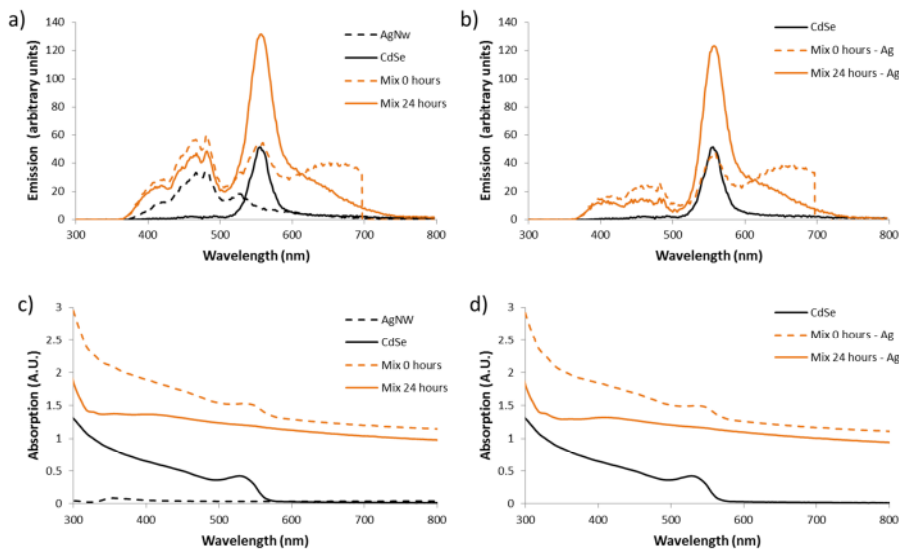 a)
140
120
100
80
60
40
20
0
Emission (arbitrary units)
300 400 500 600 700 800
Wavelength (nm)
AgNw
CdSe
Mix 0 hours
Mix 24 hours
b)
140
120
100
80
60
40
20
0
Emission (arbitrary units)
300 400 500 600 700 800
Wavelength (nm)
CdSe
Mix 0 hours - Ag
Mix 24 hours - Ag
c)
3
2.5
2
1.5
1
0.5
0
Absorption (A.U.)
300 400 500 600 700 800
Wavelength (nm)
AgNW
CdSe
Mix 0 hours
Mix 24 hours
d)
3
2.5
2
1.5
1
0.5
0
Absorption (A.U.)
300 400 500 600 700 800
Wavelength (nm)
CdSe
Mix 0 hours - Ag
Mix 24 hours - Ag